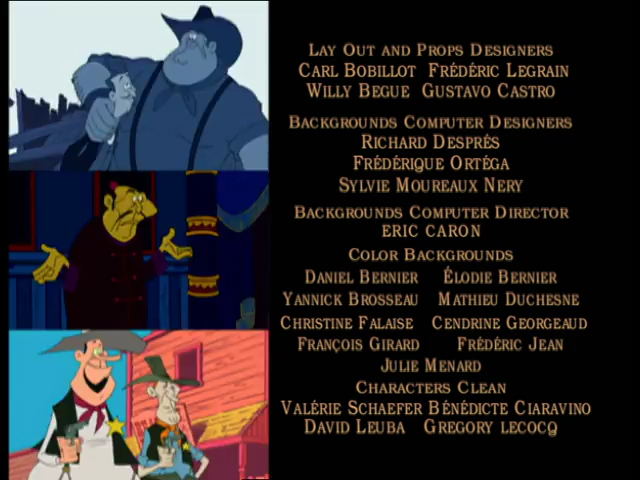 Lay Out and Props Designers
Carl Bobillot Frédéric Legrain
Willy Begue Gustavo Castro
Backgrounds Computer Designers
Richard Després
Frédérique Ortéga
Sylvie Moureaux Nery
Backgrounds Computer Director
ERIC CARON
Color Backgrounds
Daniel Bernier Élodie Bernier
Yannick Brosseau Mathieu Duchesne
Christine Falaise Cendrine Georgeaud
François Girard Frédéric Jean
Julie Menard
Characters Clean
Valérie Schaefer Bénédicte Ciaravino
David Leuba Gregory lecocq